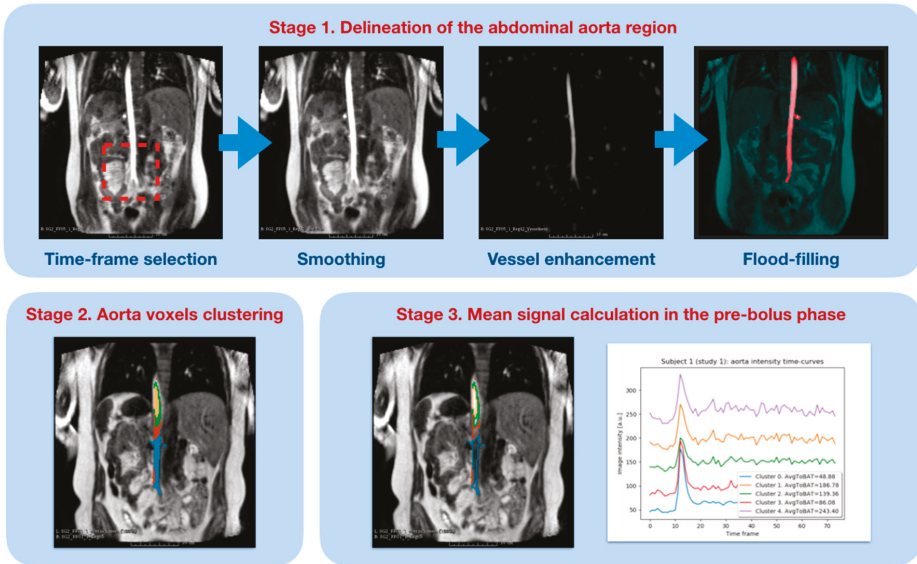 Stage 1. Delineation of the abdominal aorta region
Time-frame selection
Smoothing
Vessel enhancement
Flood-filling
Stage 2. Aorta voxels clustering
Stage 3. Mean signal calculation in the pre-bolus phase
Subject 1 (study 1): aorta intensity time-curves
Image intensity [a.u.]
300
250
200
150
100
50
Cluster 0. AvgToBAT=48.88
Cluster 1. AvgToBAT=186.78
Cluster 2. AvgToBAT=139.36
Cluster 3. AvgToBAT=86.08
Cluster 4. AvgToBAT=243.40
0 10 20 30 40 50 60 70
Time frame